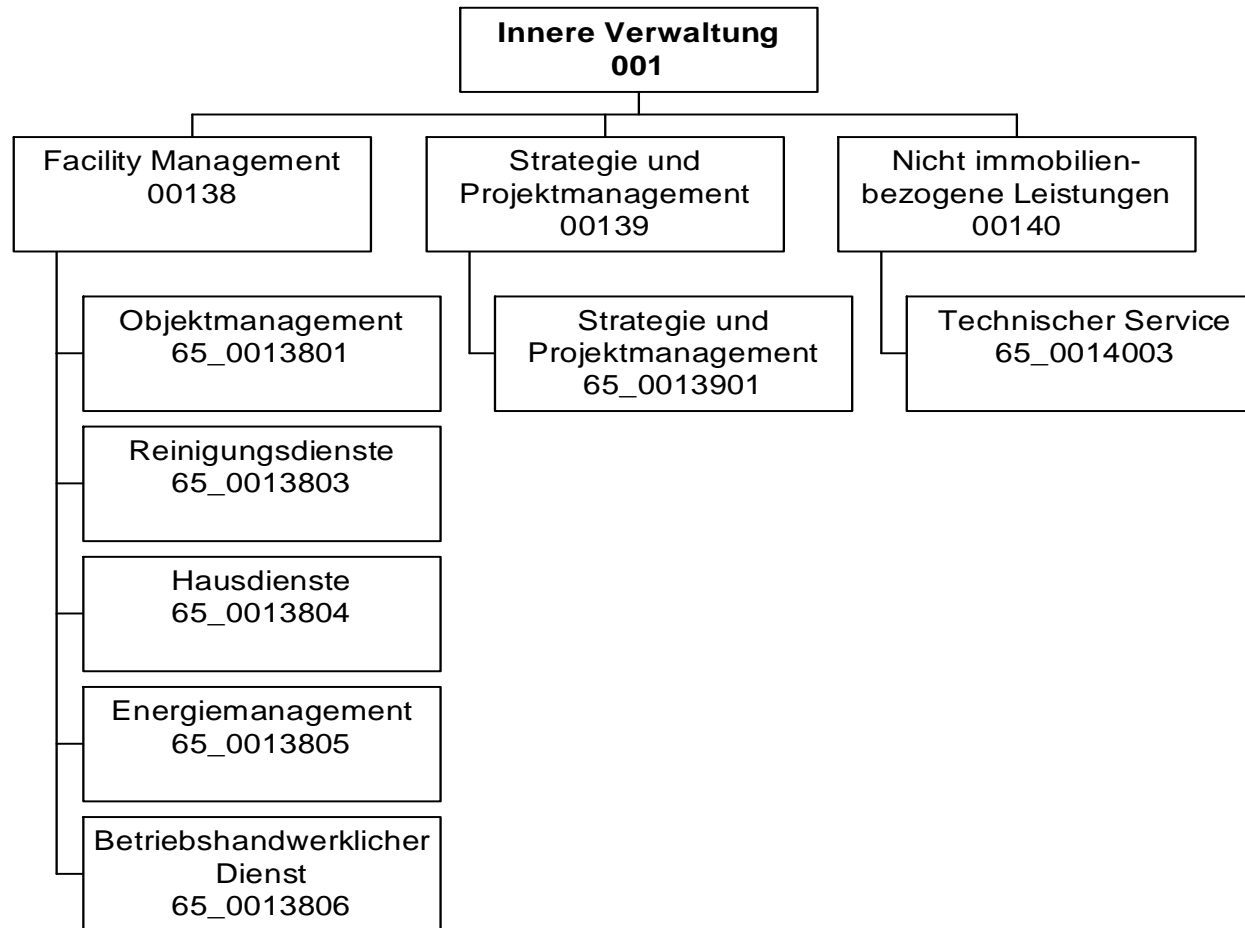 Innere Verwaltung
001
Facility Management
00138
Strategie und
Projektmanagement
00139
Nicht immobilien-
bezogene Leistungen
00140
Objektmanagement
65_0013801
Strategie und
Projektmanagement
65_0013901
Technischer Service
65_0014003
Reinigungsdienste
65_0013803
Hausdienste
65_0013804
Energiemanagement
65_0013805
Betriebshandwerklicher
Dienst
65_0013806